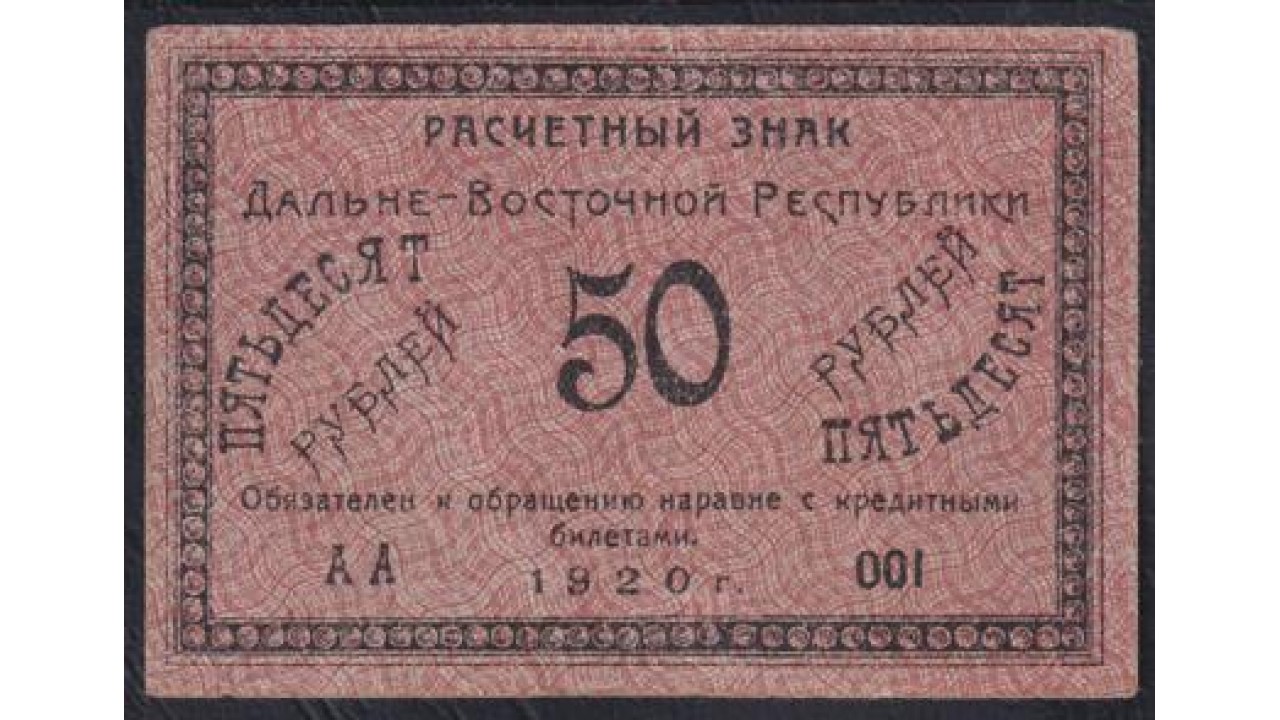 РАСЧЕТНЫЙ ЗНАК
ДАЛЬНЕ-ВОСТОЧНОЙ РЕСПУБЛИКИ
ПЯТЬДЕСЯТ
РУБЛЕЙ
50
РУБЛЕЙ
ПЯТЬДЕСЯТ
Обязателен к обращению наравне с кредитными
билетами.
АА
1920 г.
001